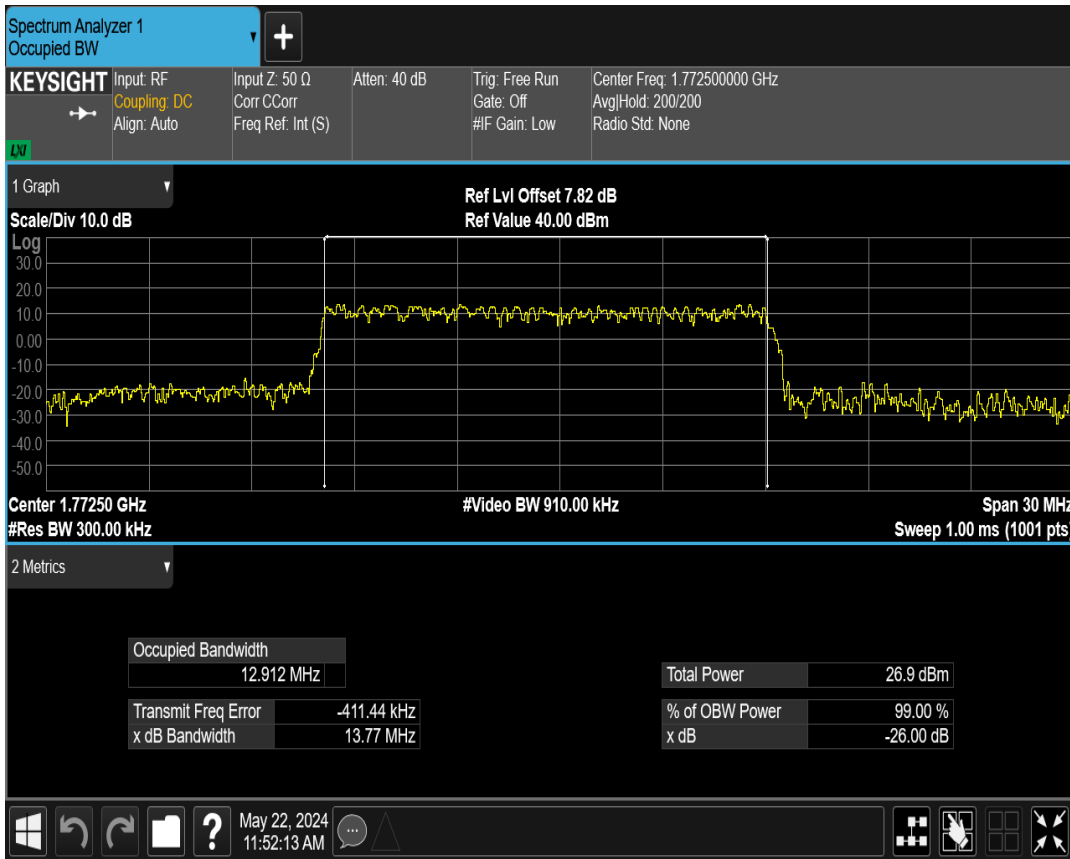 Spectrum Analyzer 1
Occupied BW
KEYSIGHT
LXI
Input: RF
Coupling: DC
Align: Auto
Input Z: 50 Ω
Corr CCorr
Freq Ref: Int (S)
Atten: 40 dB
Trig: Free Run
Gate: Off
#IF Gain: Low
Center Freq: 1.772500000 GHz
Avg|Hold: 200/200
Radio Std: None
1 Graph
Scale/Div 10.0 dB
Ref Lvl Offset 7.82 dB
Ref Value 40.00 dBm
Log
30.0
20.0
10.0
0.00
-10.0
-20.0
-30.0
-40.0
-50.0
Center 1.77250 GHz
#Video BW 910.00 kHz
Span 30 MHz
#Res BW 300.00 kHz
Sweep 1.00 ms (1001 pts)
2 Metrics
Occupied Bandwidth
12.912 MHz
Transmit Freq Error -411.44 kHz
x dB Bandwidth 13.77 MHz
Total Power 26.9 dBm
% of OBW Power 99.00 %
x dB -26.00 dB
?
May 22, 2024
11:52:13 AM